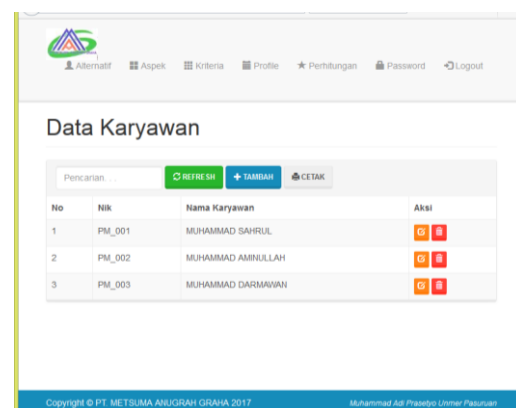 Alternatif Aspek Kriteria Profile Perhitungan Password Logout
Data Karyawan
Pencarian. . . REFRESH TAMBAH CETAK
No Nik Nama Karyawan Aksi
1 PM_001 MUHAMMAD SAHRUL
2 PM_002 MUHAMMAD AMINULLAH
3 PM_003 MUHAMMAD DARMAWAN
Copyright © PT. METSUMA ANUGRAH GRAHA 2017 Muhammad Adi Prasetyo Unmer Pasuruan